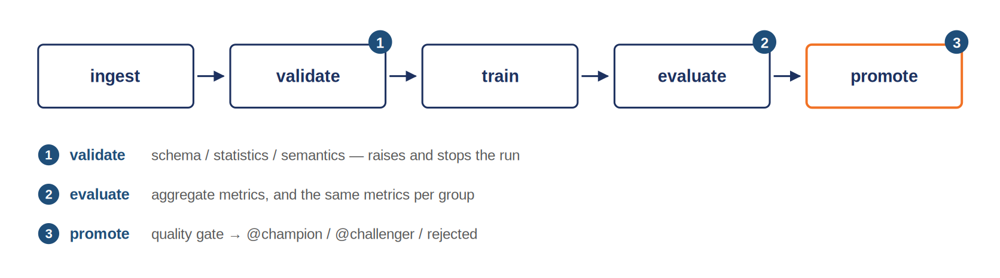 1 2 3
ingest validate train evaluate promote
1 validate schema / statistics / semantics — raises and stops the run
2 evaluate aggregate metrics, and the same metrics per group
3 promote quality gate → @champion / @challenger / rejected